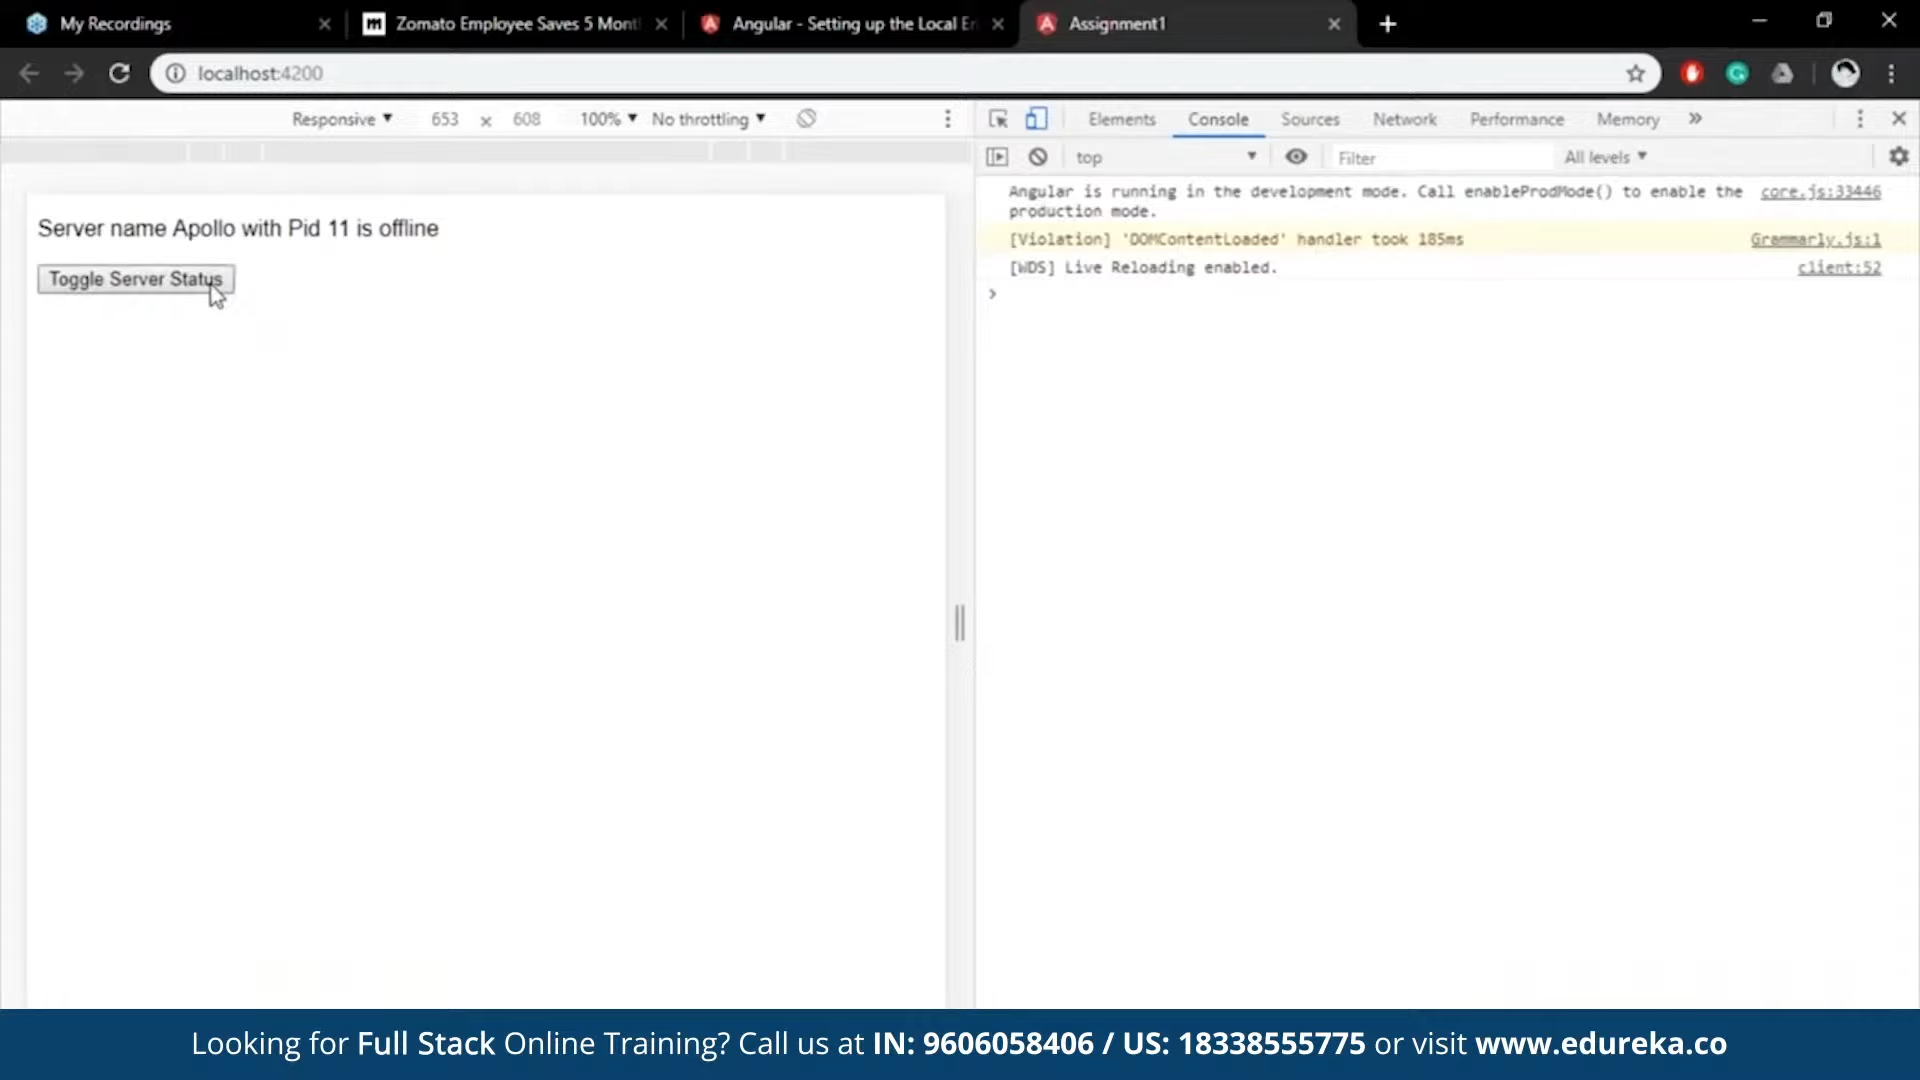 My Recordings
Zomato Employee Saves 5 Mont
Angular - Setting up the Local En
Assignment1
localhost:4200
Responsive ▼ 653 x 608 100% ▼ No throttling ▼
Elements Console Sources Network Performance Memory »
top ▼ Filter All levels ▼
Server name Apollo with Pid 11 is offline
Toggle Server Status
Angular is running in the development mode. Call enableProdMode() to enable the core.js:33446
production mode.
[Violation] 'DOMContentLoaded' handler took 185ms Grammarly.js:1
[WDS] Live Reloading enabled. client:52
Looking for Full Stack Online Training? Call us at IN: 9606058406 / US: 18338555775 or visit www.edureka.co